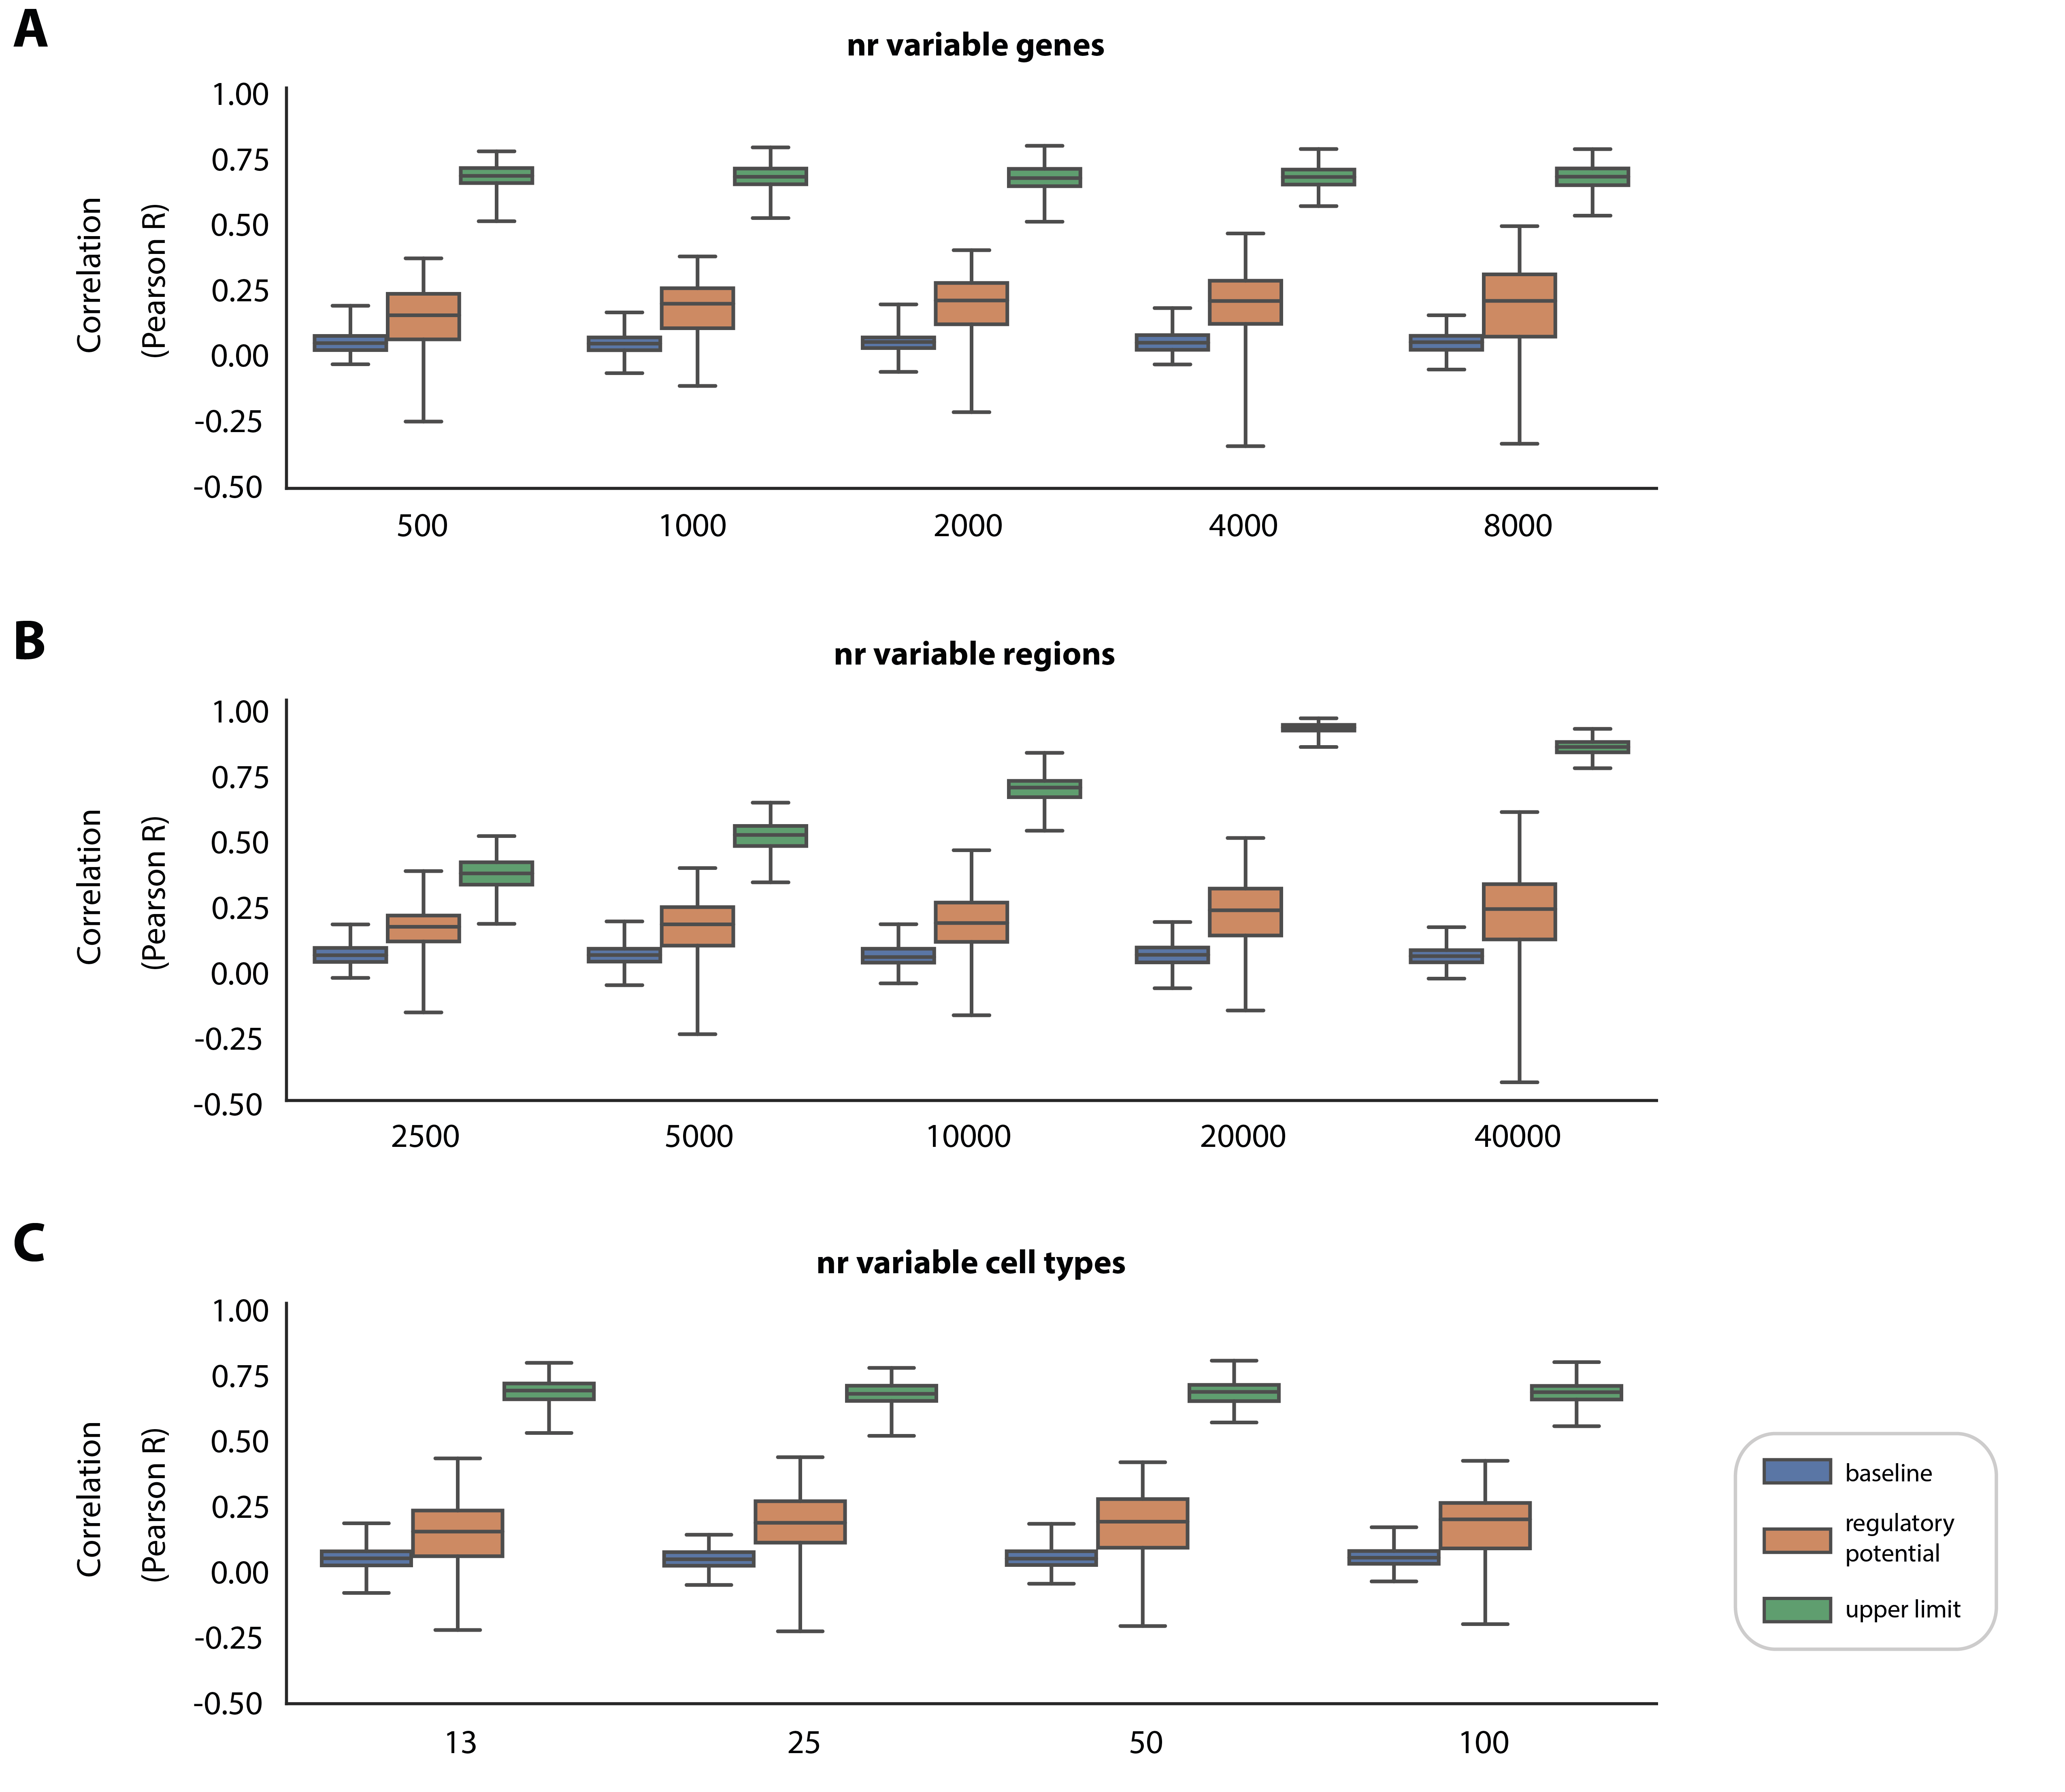 A
nr variable genes
Correlation
(Pearson R)
1.00
0.75
0.50
0.25
0.00
-0.25
-0.50
500 1000 2000 4000 8000
B
nr variable regions
Correlation
(Pearson R)
1.00
0.75
0.50
0.25
0.00
-0.25
-0.50
2500 5000 10000 20000 40000
C
nr variable cell types
Correlation
(Pearson R)
1.00
0.75
0.50
0.25
0.00
-0.25
-0.50
13 25 50 100
baseline
regulatory
potential
upper limit